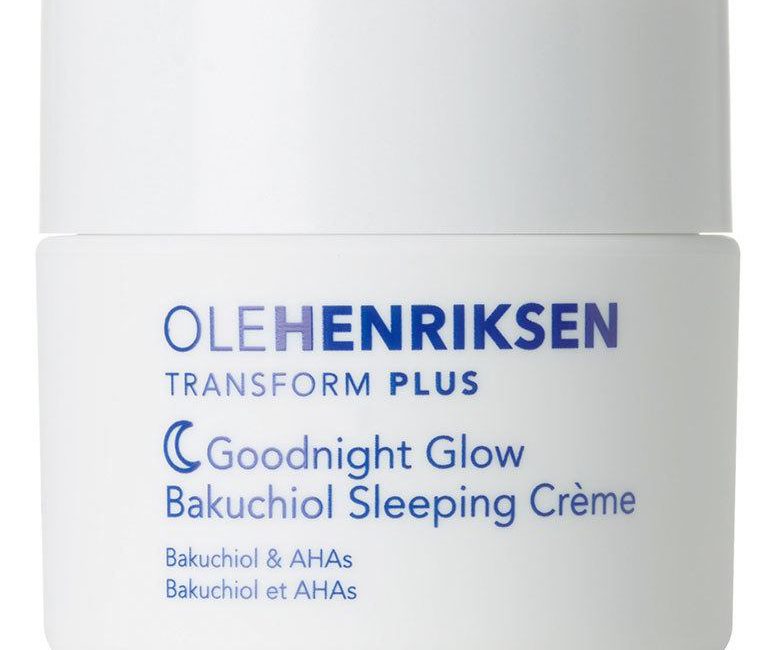 OLEHENRIKSEN
TRANSFORM PLUS
Goodnight Glow
Bakuchiol Sleeping Crème
Bakuchiol & AHAs
Bakuchiol et AHAs